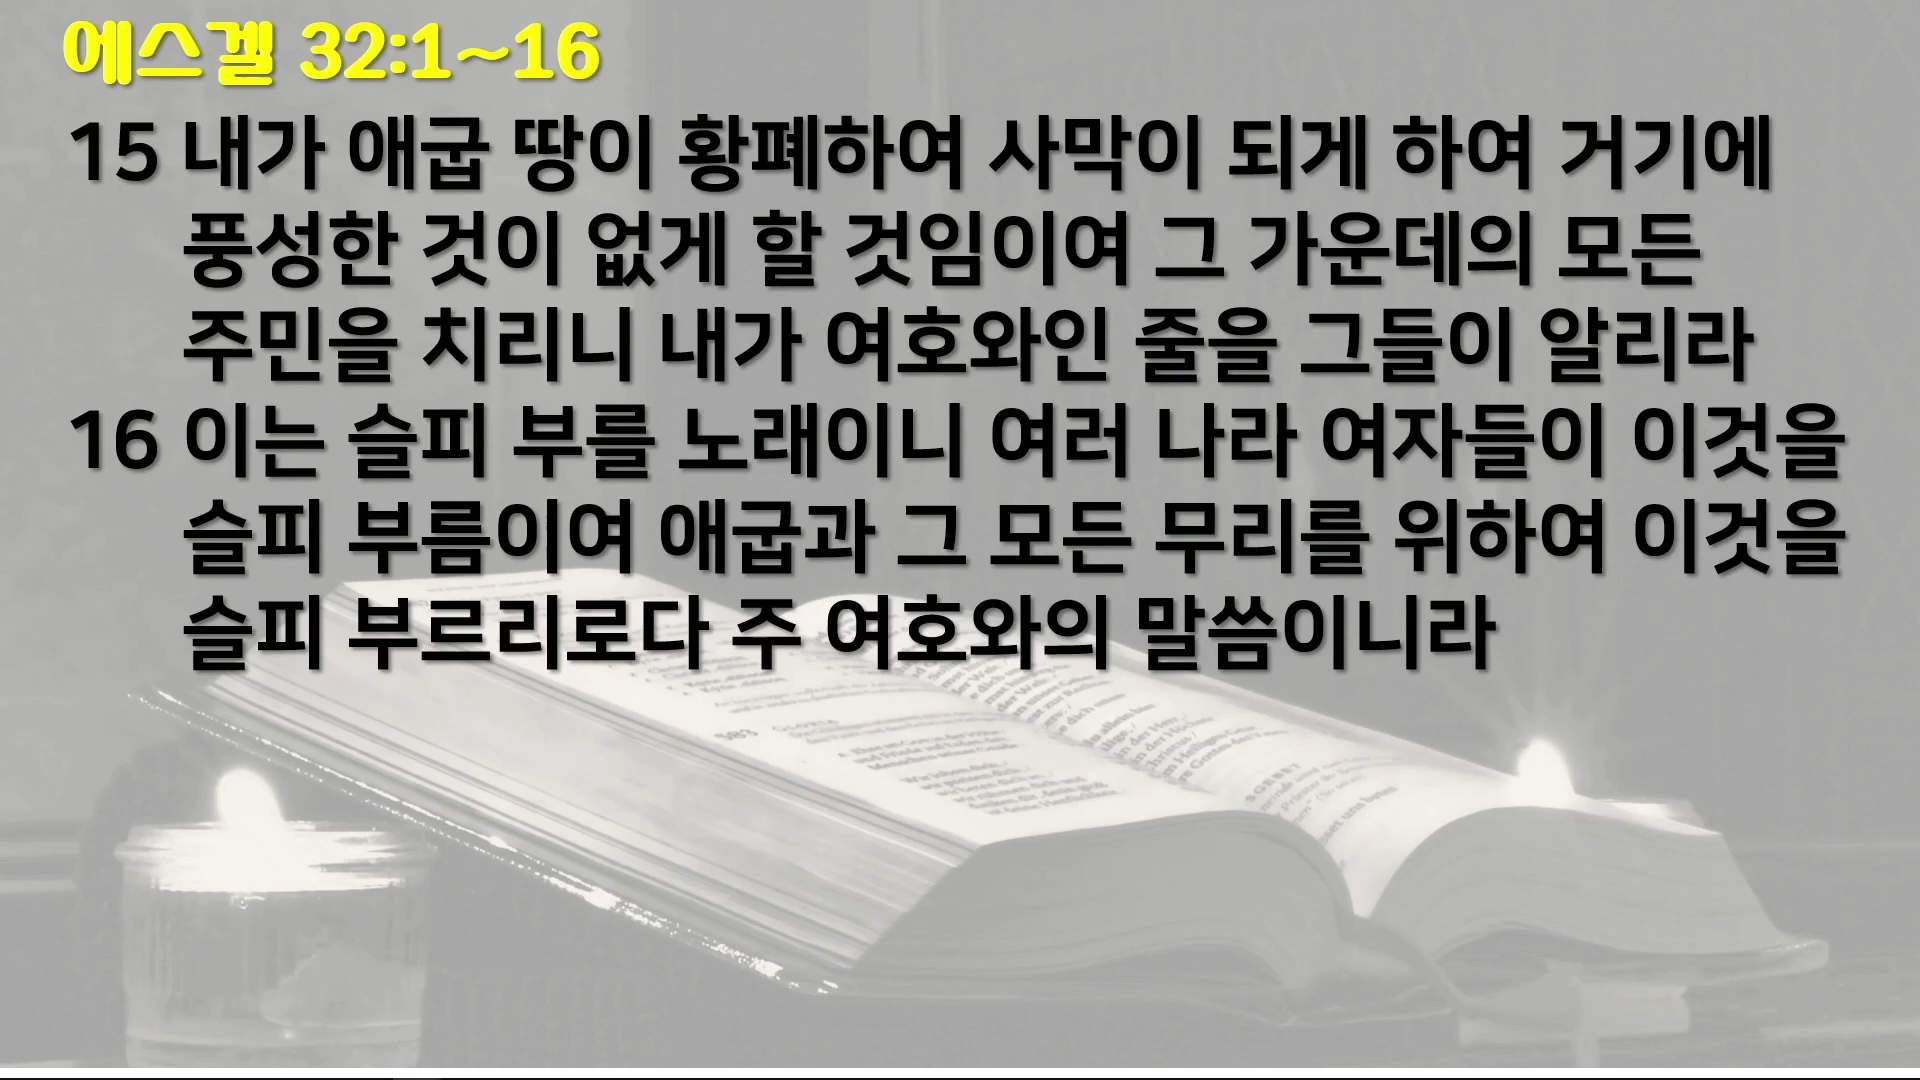 에스겔 32:1~16
15 내가 애굽 땅이 황폐하여 사막이 되게 하여 거기에
풍성한 것이 없게 할 것임이여 그 가운데의 모든
주민을 치리니 내가 여호와인 줄을 그들이 알리라
16 이는 슬피 부를 노래이니 여러 나라 여자들이 이것을
슬피 부름이여 애굽과 그 모든 무리를 위하여 이것을
슬피 부르리로다 주 여호와의 말씀이니라
503 GLORIA